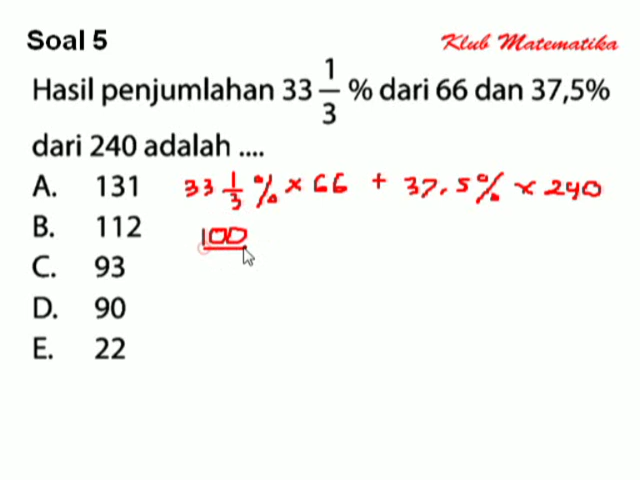 Soal 5
Klub Matematika
Hasil penjumlahan 33 1/3 % dari 66 dan 37,5%
dari 240 adalah ....
A. 131
33 1/3 % × 66 + 37.5% × 240
B. 112
100
C. 93
D. 90
E. 22